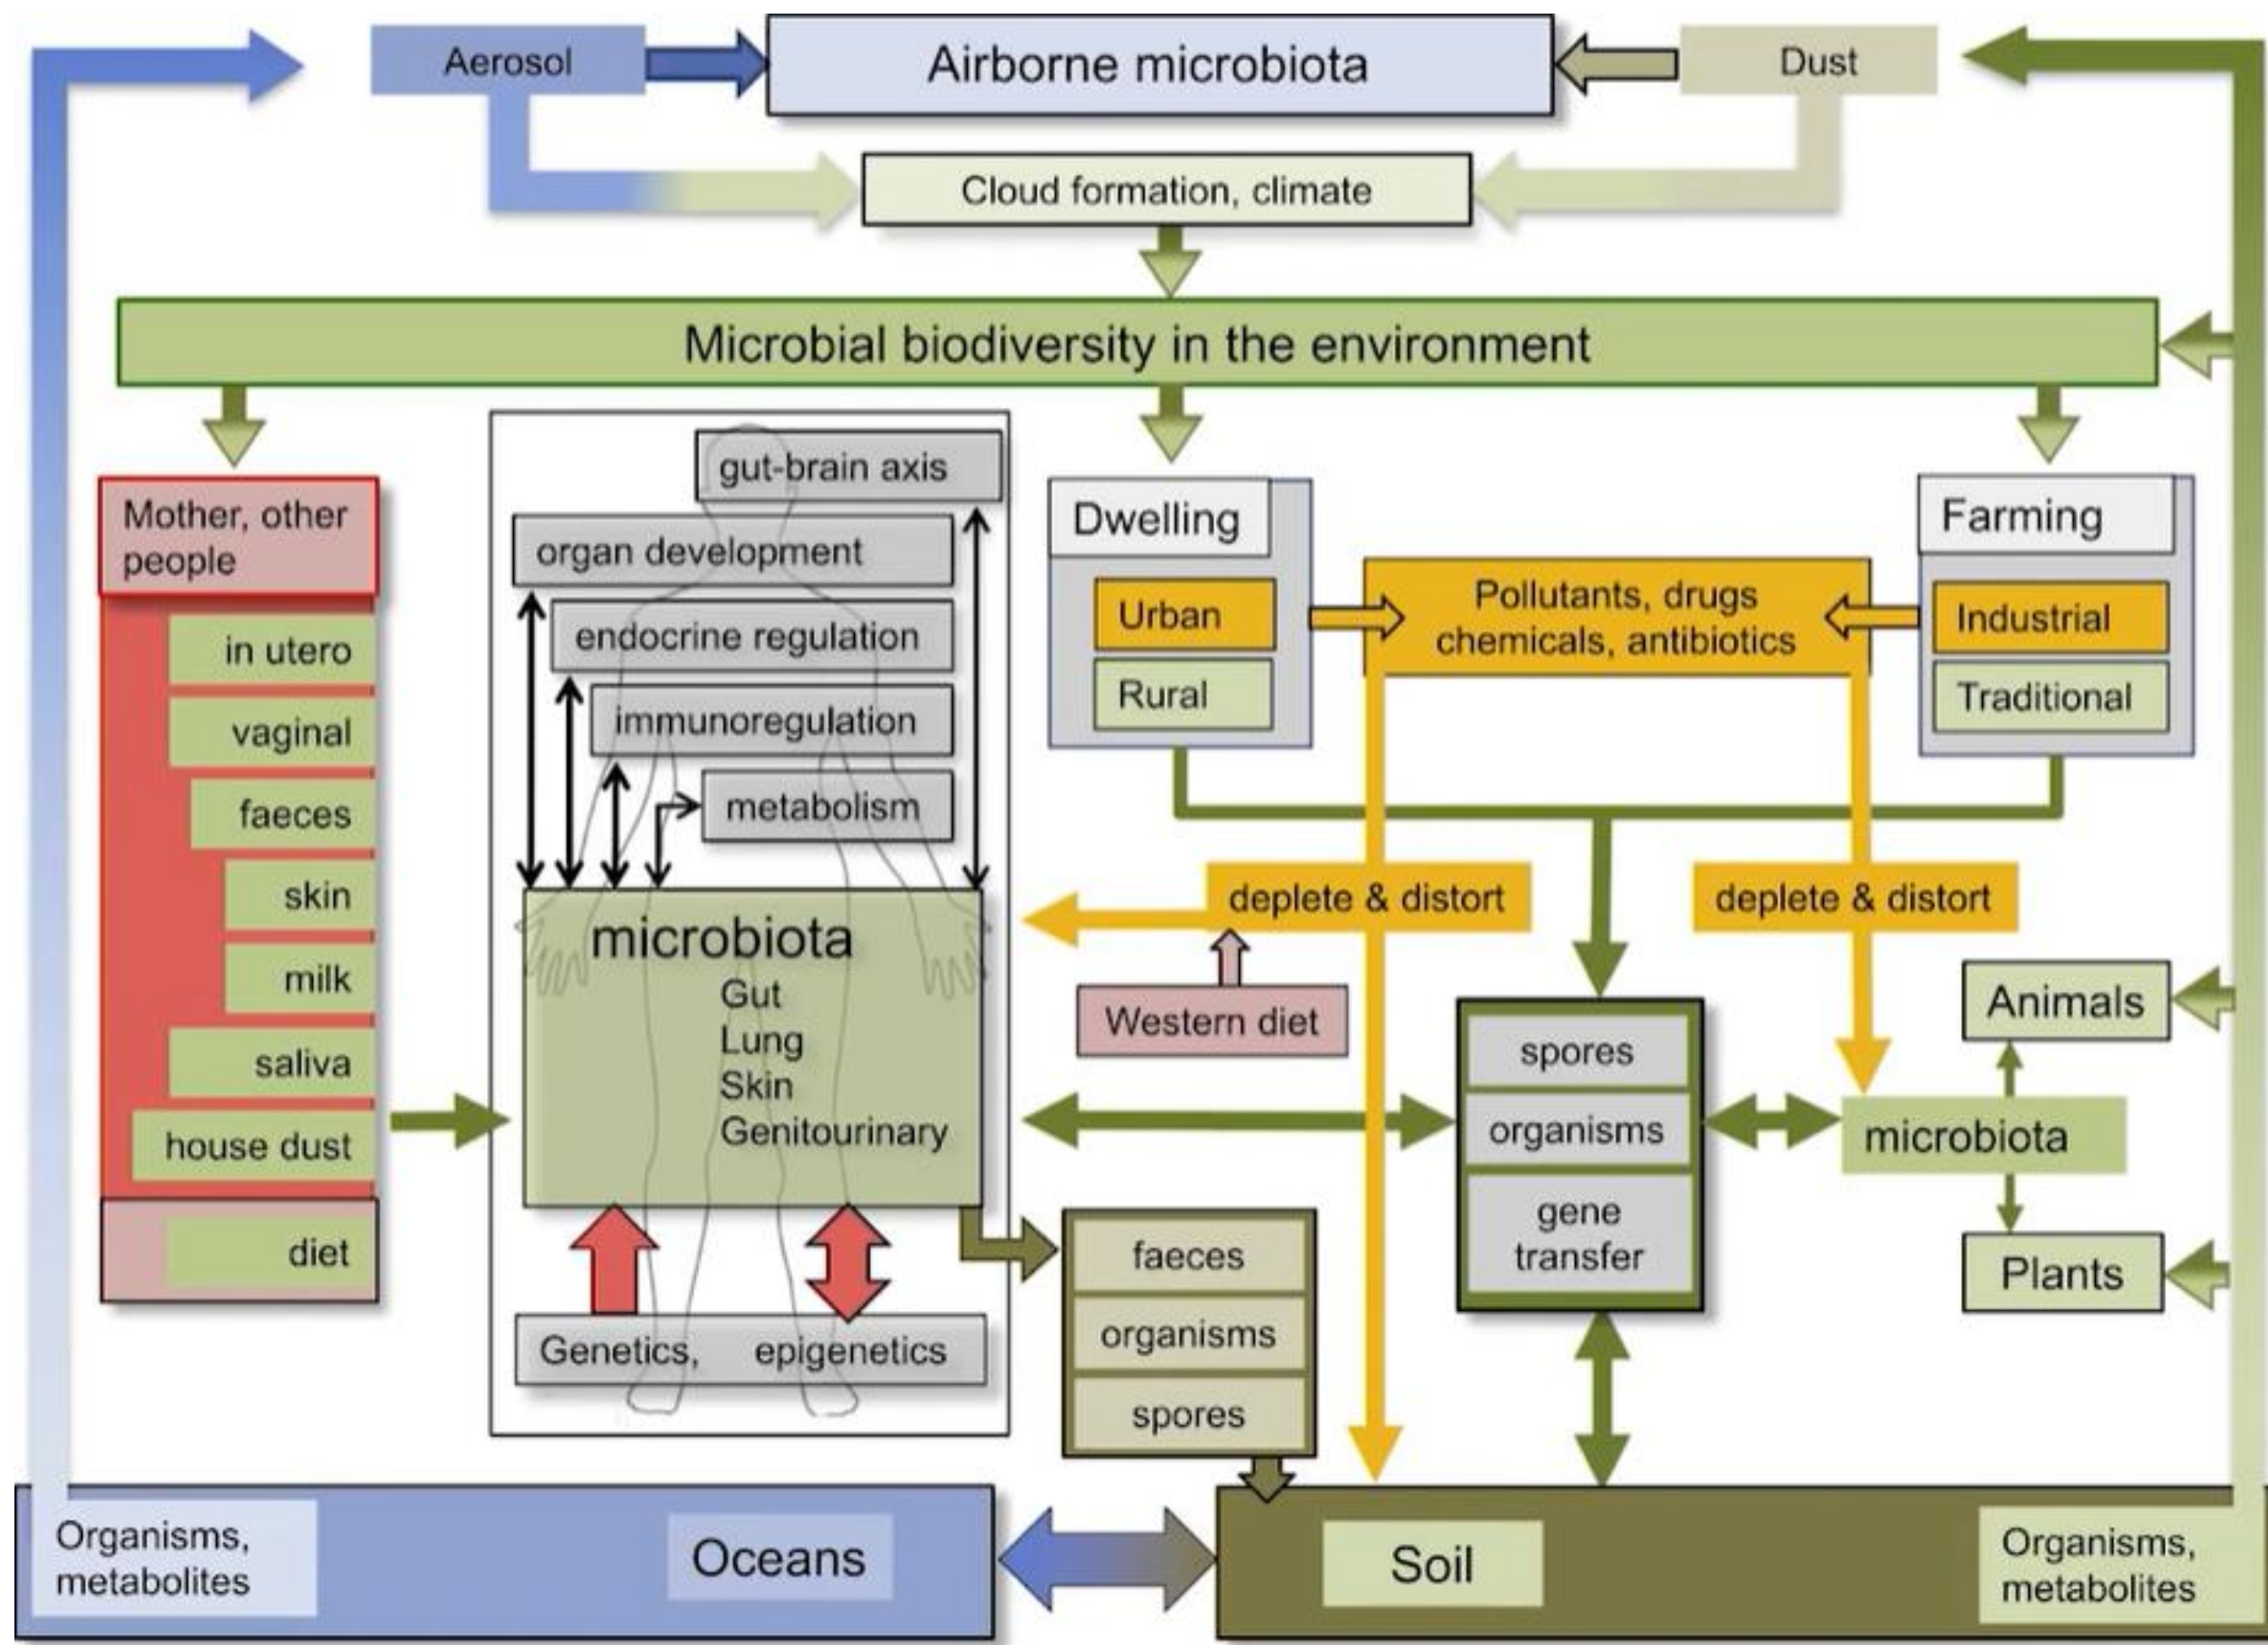 Aerosol
Airborne microbiota
Dust
Cloud formation, climate
Microbial biodiversity in the environment
Mother, other
people
in utero
vaginal
faeces
skin
milk
saliva
house dust
diet
gut-brain axis
organ development
endocrine regulation
immunoregulation
metabolism
microbiota
Gut
Lung
Skin
Genitourinary
Genetics, epigenetics
Dwelling
Urban
Rural
Pollutants, drugs
chemicals, antibiotics
Farming
Industrial
Traditional
deplete & distort
deplete & distort
Western diet
spores
organisms
gene
transfer
Animals
microbiota
Plants
faeces
organisms
spores
Organisms,
metabolites
Oceans
Soil
Organisms,
metabolites